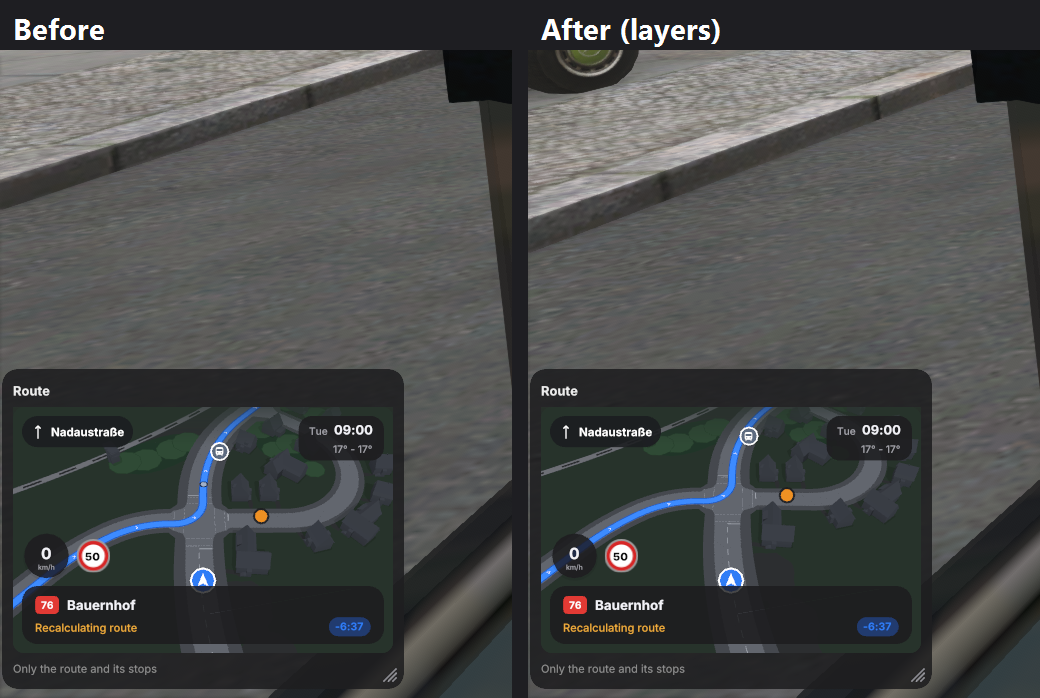 Before
Route
Nadaustraße
Tue 09:00
17° - 17°
0
km/h
50
76 Bauernhof
Recalculating route
-6:37
Only the route and its stops
After (layers)
Route
Nadaustraße
Tue 09:00
17° - 17°
0
km/h
50
76 Bauernhof
Recalculating route
-6:37
Only the route and its stops